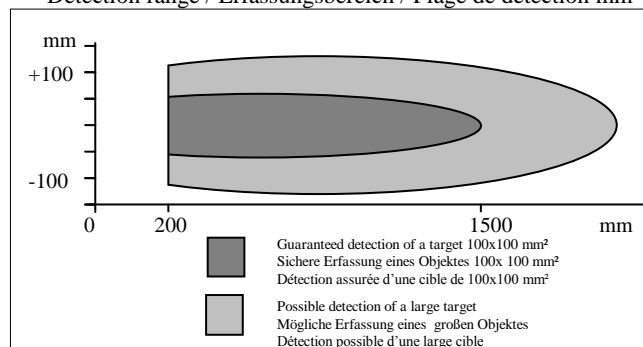 Detection range / Erfassungsbereich / Plage de détection mm
mm
+100
-100
0 200 1500 mm
Guaranteed detection of a target 100x100 mm²
Sichere Erfassung eines Objektes 100x 100 mm²
Détection assurée d'une cible de 100x100 mm²
Possible detection of a large target
Mögliche Erfassung eines großen Objektes
Détection possible d'une large cible